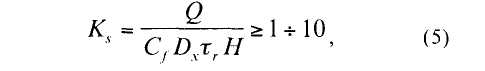 K_s = Q / (C_f D_x τ_r H) ≥ 1 ÷ 10 , (5)